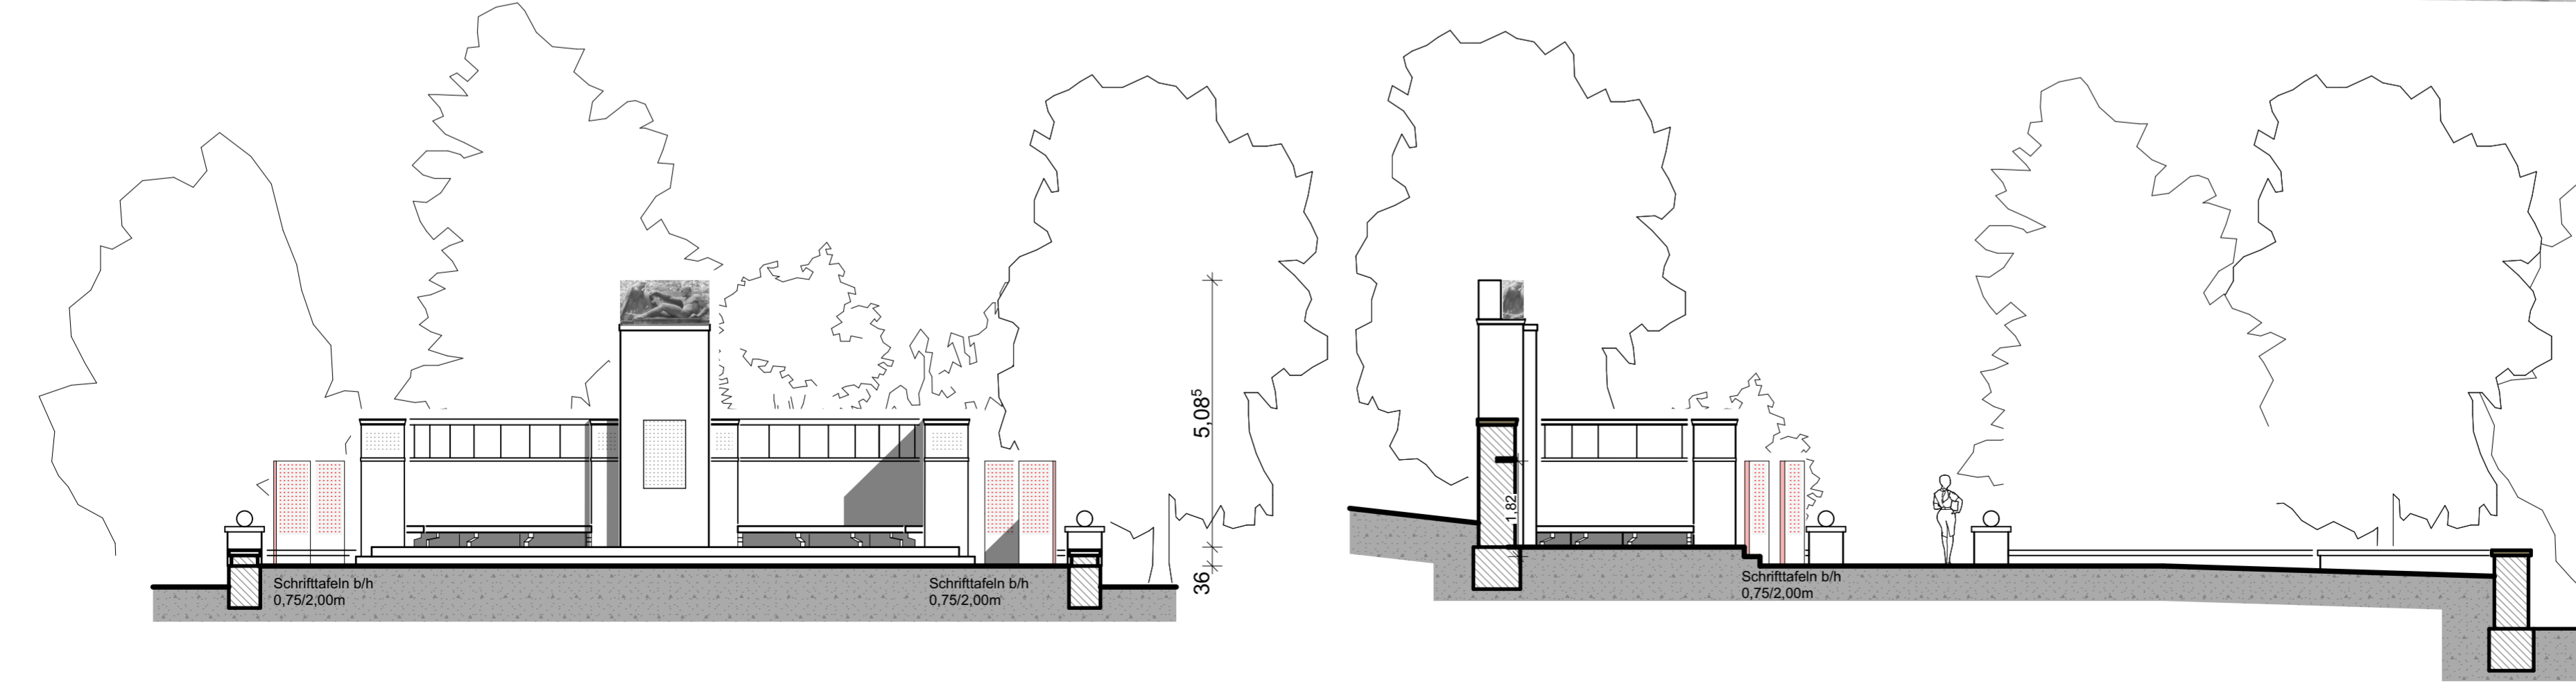 Schrifttafeln b/h
0,75/2,00m
Schrifttafeln b/h
0,75/2,00m
5,08⁵
36
1,82
Schrifttafeln b/h
0,75/2,00m